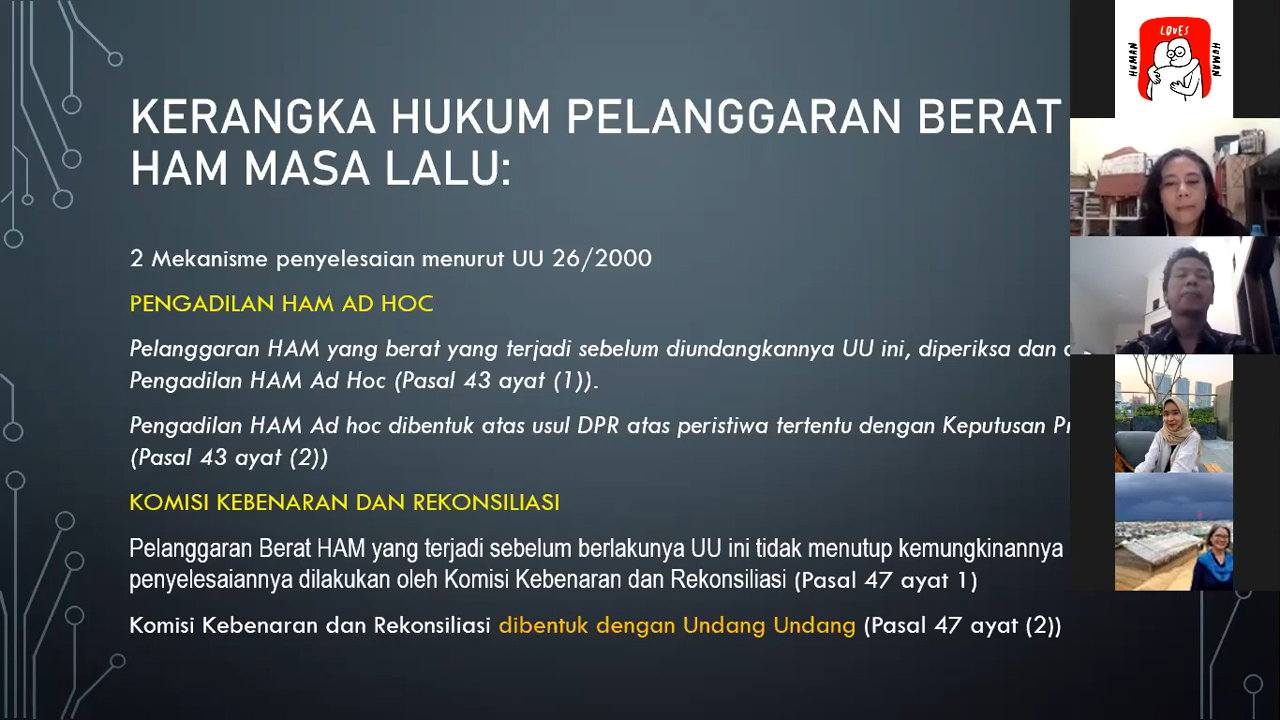 KERANGKA HUKUM PELANGGARAN BERAT
HAM MASA LALU:
2 Mekanisme penyelesaian menurut UU 26/2000
PENGADILAN HAM AD HOC
Pelanggaran HAM yang berat yang terjadi sebelum diundangkannya UU ini, diperiksa dan
Pengadilan HAM Ad Hoc (Pasal 43 ayat (1)).
Pengadilan HAM Ad hoc dibentuk atas usul DPR atas peristiwa tertentu dengan Keputusan
(Pasal 43 ayat (2))
KOMISI KEBENARAN DAN REKONSILIASI
Pelanggaran Berat HAM yang terjadi sebelum berlakunya UU ini tidak menutup kemungkinannya
penyelesaiannya dilakukan oleh Komisi Kebenaran dan Rekonsiliasi (Pasal 47 ayat 1)
Komisi Kebenaran dan Rekonsiliasi dibentuk dengan Undang Undang (Pasal 47 ayat (2))
HUMAN
LOVES
HUMAN